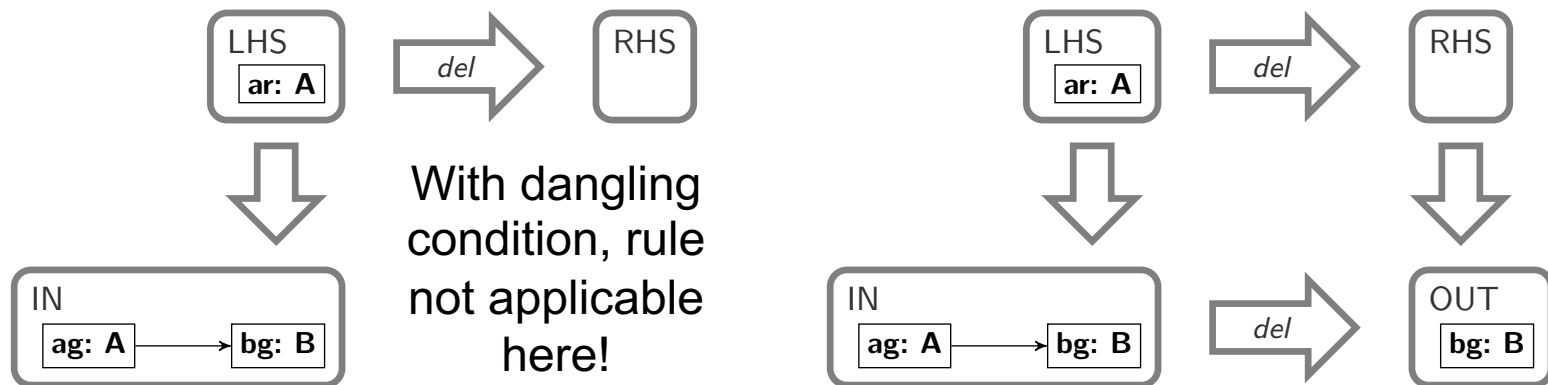 LHS
ar: A
del
RHS
With dangling
condition, rule
not applicable
here!
IN
ag: A
bg: B
LHS
ar: A
del
RHS
IN
ag: A
bg: B
del
OUT
bg: B